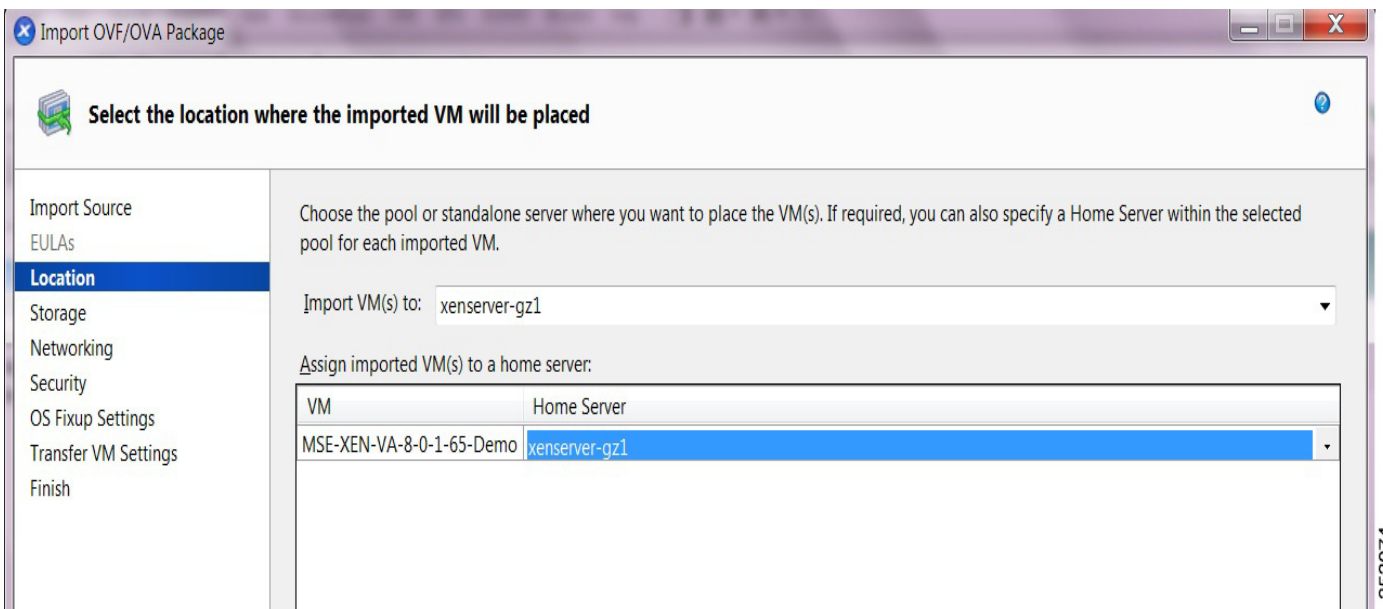 Import OVF/OVA Package
Select the location where the imported VM will be placed
Import Source
EULAs
Location
Storage
Networking
Security
OS Fixup Settings
Transfer VM Settings
Finish
Choose the pool or standalone server where you want to place the VM(s). If required, you can also specify a Home Server within the selected
pool for each imported VM.
Import VM(s) to: xenserver-gz1
Assign imported VM(s) to a home server:
VM Home Server
MSE-XEN-VA-8-0-1-65-Demo xenserver-gz1